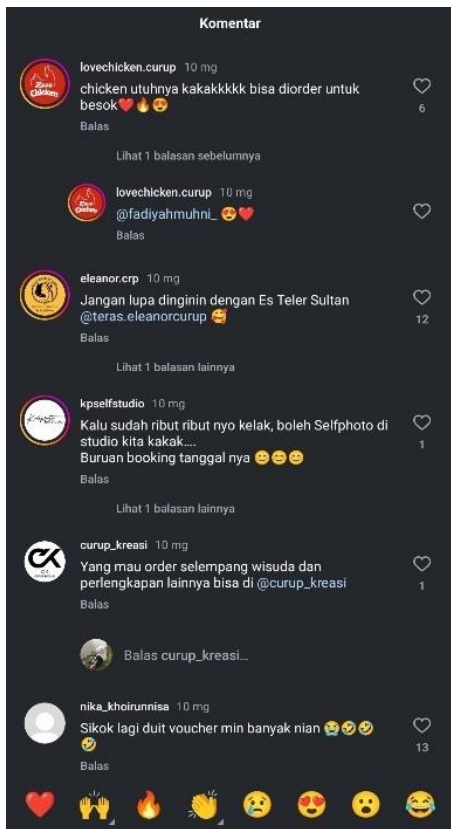 Komentar
lovechicken.curup 10 mg
chicken utuhnya kakakkkkk bisa diorder untuk
besok❤️🔥😍
6
Balas
Lihat 1 balasan sebelumnya
lovechicken.curup 10 mg
@fadiyahmuhni_ 😍❤️
Balas
eleanor.crp 10 mg
Jangan lupa dinginin dengan Es Teler Sultan
@teras.eleanorcurup 🥰
12
Balas
Lihat 1 balasan lainnya
kpselfstudio 10 mg
Kalu sudah ribut ribut nyo kelak, boleh Selfphoto di
studio kita kakak....
1
Buruan booking tanggal nya 😊😊😊
Balas
Lihat 1 balasan lainnya
curup_kreasi 10 mg
Yang mau order selempang wisuda dan
perlengkapan lainnya bisa di @curup_kreasi
1
Balas
Balas curup_kreasi...
nika_khoirunnisa 10 mg
Sikok lagi duit voucher min banyak nian 😭🤣🤣
🤣
13
Balas
❤️🙌🔥👏😢😍😮😂